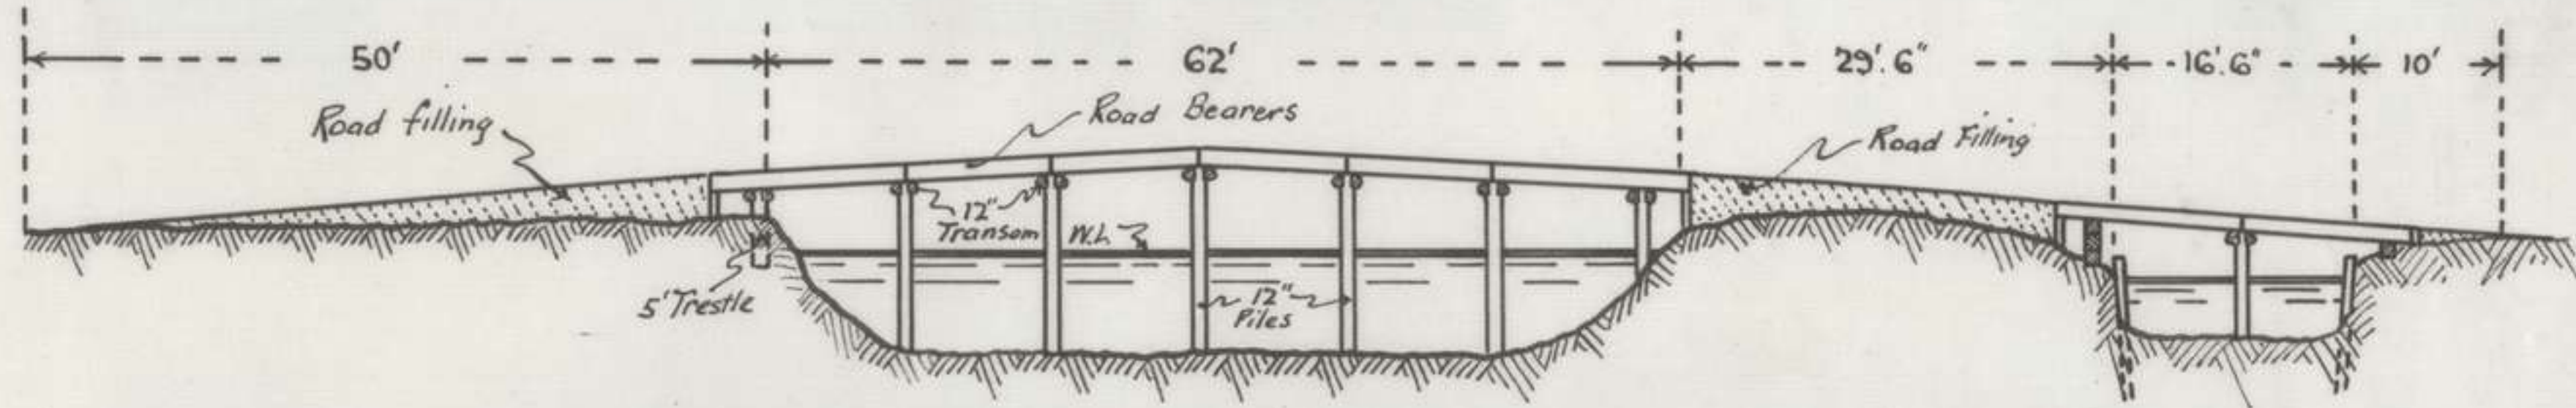 50'
62'
29'.6"
16'.6"
10'
Road filling
Road Bearers
Road Filling
12"
Transom
W.L
5' Trestle
12"
Piles